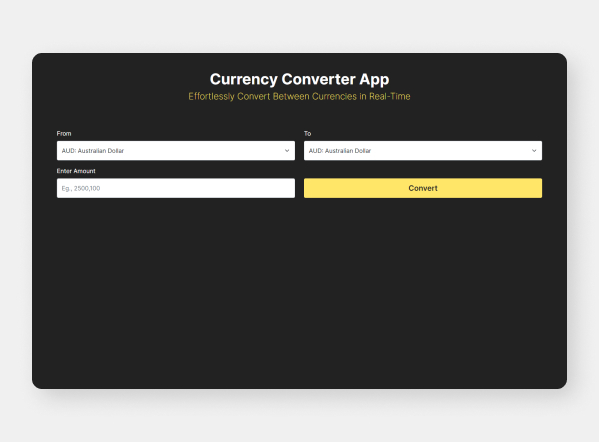 Currency Converter App
Effortlessly Convert Between Currencies in Real-Time
From
To
AUD: Australian Dollar
AUD: Australian Dollar
Enter Amount
Eg., 2500,100
Convert